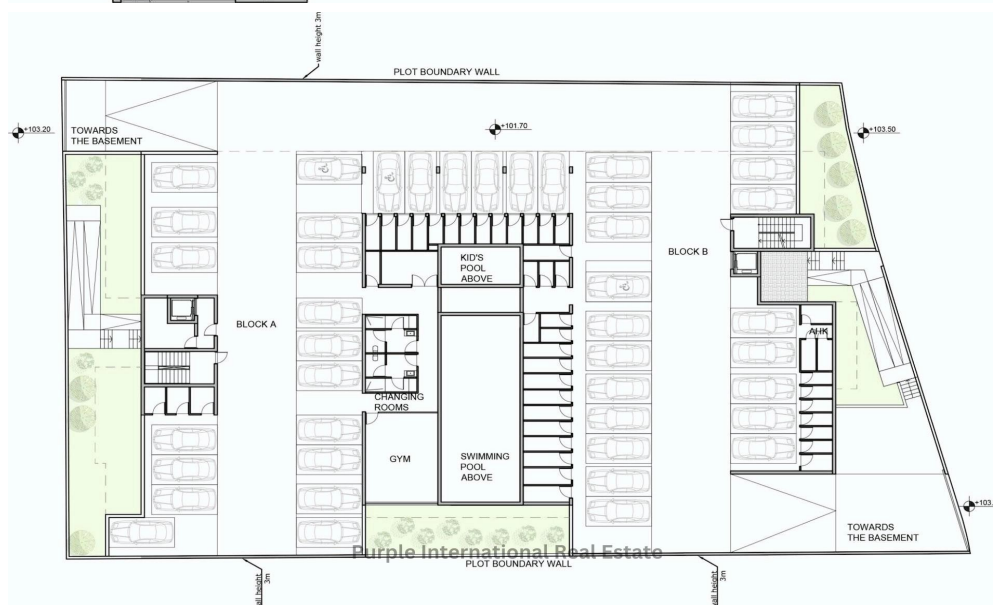 wall height 3m
PLOT BOUNDARY WALL
+103.20
TOWARDS
THE BASEMENT
+101.70
+103.50
BLOCK B
KID'S
POOL
ABOVE
BLOCK A
AHK
CHANGING
ROOMS
GYM
SWIMMING
POOL
ABOVE
+103.
TOWARDS
THE BASEMENT
Purple International Real Estate
PLOT BOUNDARY WALL
wall height
3m
wall height
3m